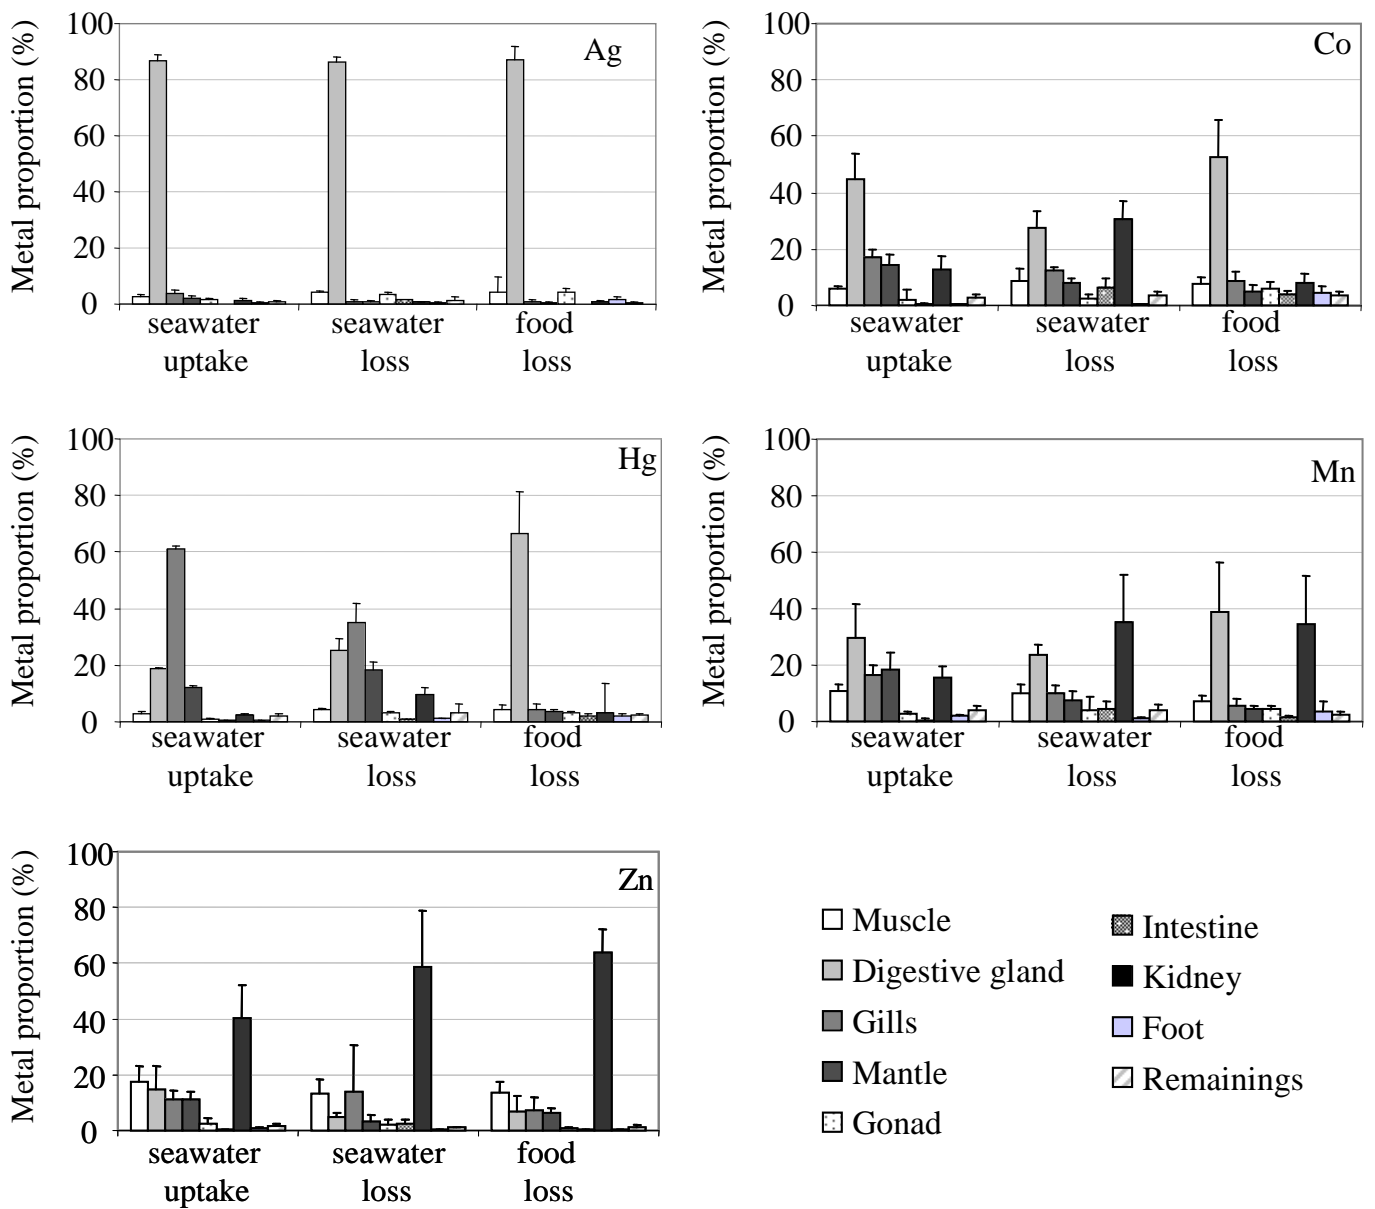 Metal proportion (%)
100
80
60
40
20
0
Ag
seawater
uptake
seawater
loss
food
loss
Metal proportion (%)
100
80
60
40
20
0
Co
seawater
uptake
seawater
loss
food
loss
Metal proportion (%)
100
80
60
40
20
0
Hg
seawater
uptake
seawater
loss
food
loss
Metal proportion (%)
100
80
60
40
20
0
Mn
seawater
uptake
seawater
loss
food
loss
Metal proportion (%)
100
80
60
40
20
0
Zn
seawater
uptake
seawater
loss
food
loss
Muscle
Digestive gland
Gills
Mantle
Gonad
Intestine
Kidney
Foot
Remainings